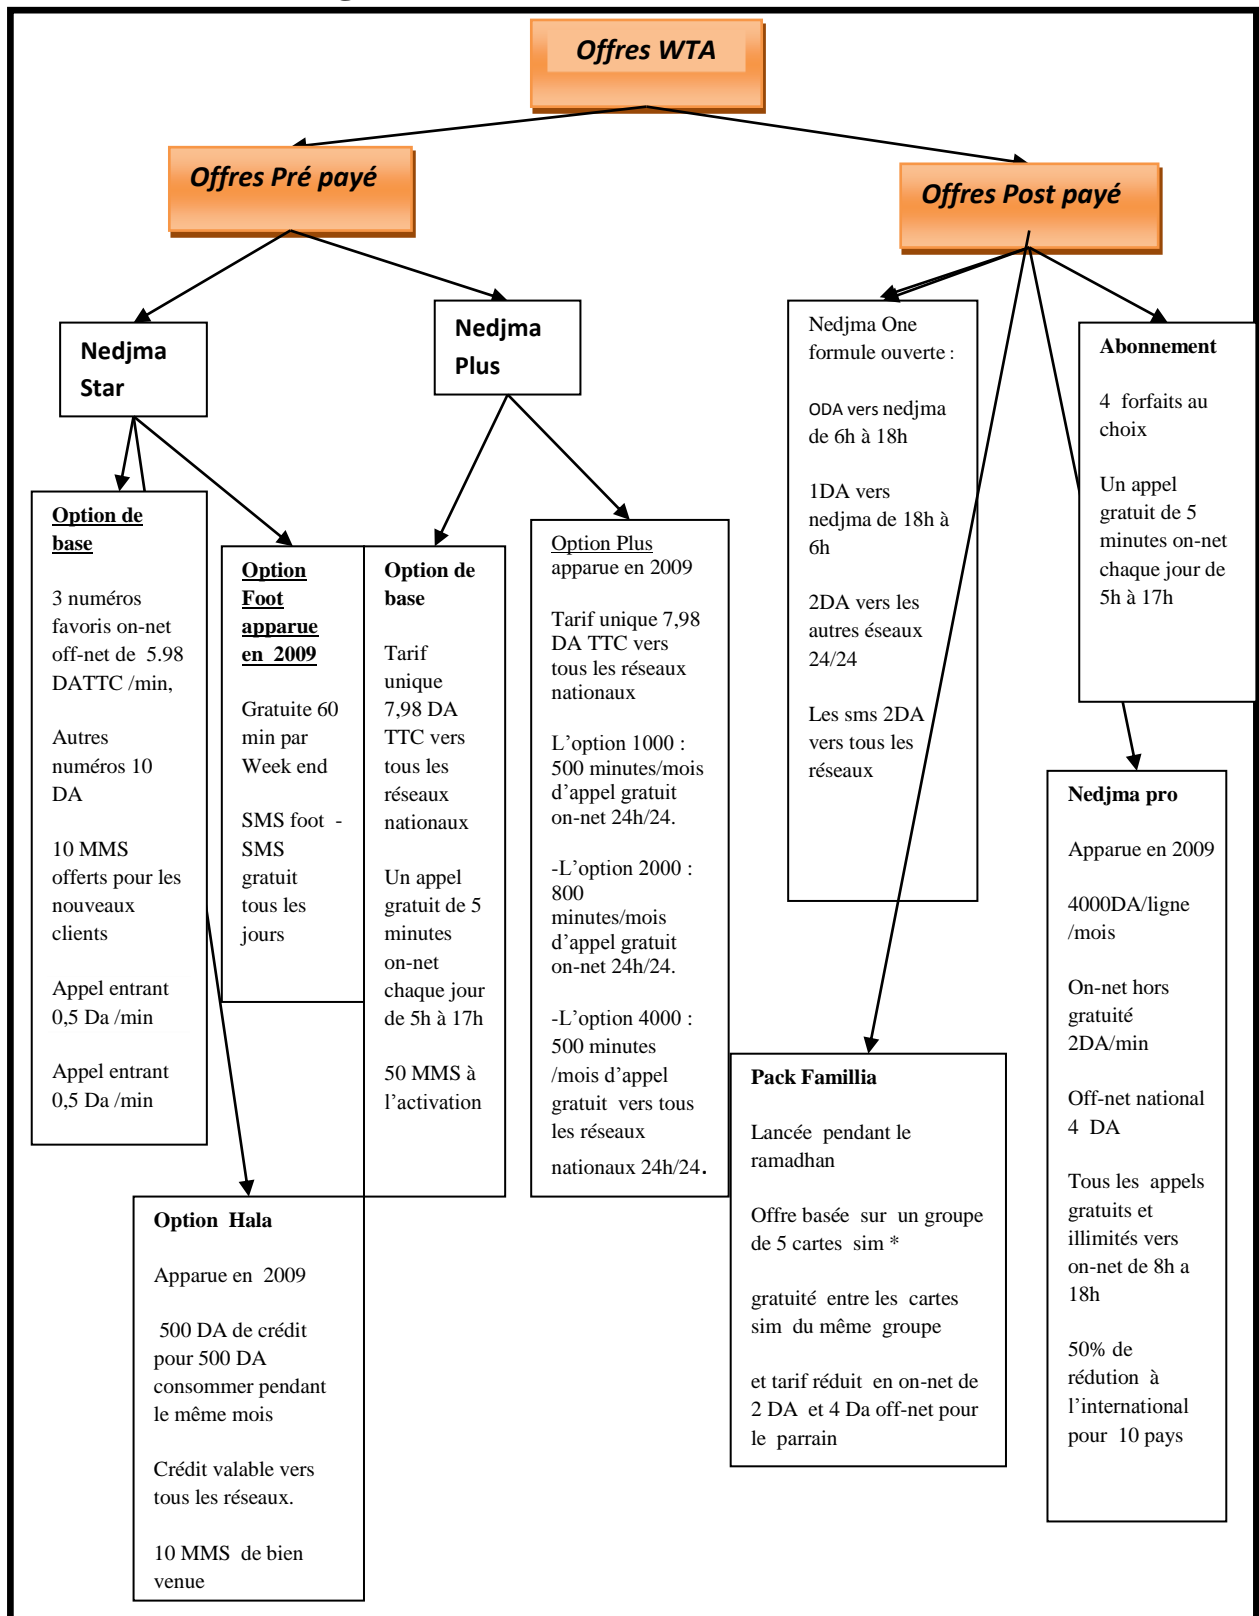 Offres WTA
Offres Pré payé
Offres Post payé
Nedjma
Star
Nedjma
Plus
Nedjma One
formule ouverte :
ODA vers nedjma
de 6h à 18h
1DA vers
nedjma de 18h à
6h
2DA vers les
autres éseaux
24/24
Les sms 2DA
vers tous les
réseaux
Abonnement
4 forfaits au
choix
Un appel
gratuit de 5
minutes on-net
chaque jour de
5h à 17h
Option de
base
3 numéros
favoris on-net
off-net de 5.98
DATTC /min,
Autres
numéros 10
DA
10 MMS
offerts pour les
nouveaux
clients
Appel entrant
0,5 Da /min
Appel entrant
0,5 Da /min
Option
Foot
apparue
en 2009
Gratuite 60
min par
Week end
SMS foot -
SMS
gratuit
tous les
jours
Option de
base
Tarif
unique
7,98 DA
TTC vers
tous les
réseaux
nationaux
Un appel
gratuit de 5
minutes
on-net
chaque jour
de 5h à 17h
50 MMS à
l'activation
Option Plus
apparue en 2009
Tarif unique 7,98
DA TTC vers
tous les réseaux
nationaux
L'option 1000 :
500 minutes/mois
d'appel gratuit
on-net 24h/24.
-L'option 2000 :
800
minutes/mois
d'appel gratuit
on-net 24h/24.
-L'option 4000 :
500 minutes
/mois d'appel
gratuit vers tous
les réseaux
nationaux 24h/24.
Nedjma pro
Apparue en 2009
4000DA/ligne
/mois
On-net hors
gratuité
2DA/min
Off-net national
4 DA
Tous les appels
gratuits et
illimités vers
on-net de 8h a
18h
50% de
rédution à
l'international
pour 10 pays
Pack Famillia
Lancée pendant le
ramadhan
Offre basée sur un groupe
de 5 cartes sim *
gratuité entre les cartes
sim du même groupe
et tarif réduit en on-net de
2 DA et 4 Da off-net pour
le parrain
Option Hala
Apparue en 2009
500 DA de crédit
pour 500 DA
consommer pendant
le même mois
Crédit valable vers
tous les réseaux.
10 MMS de bien
venue